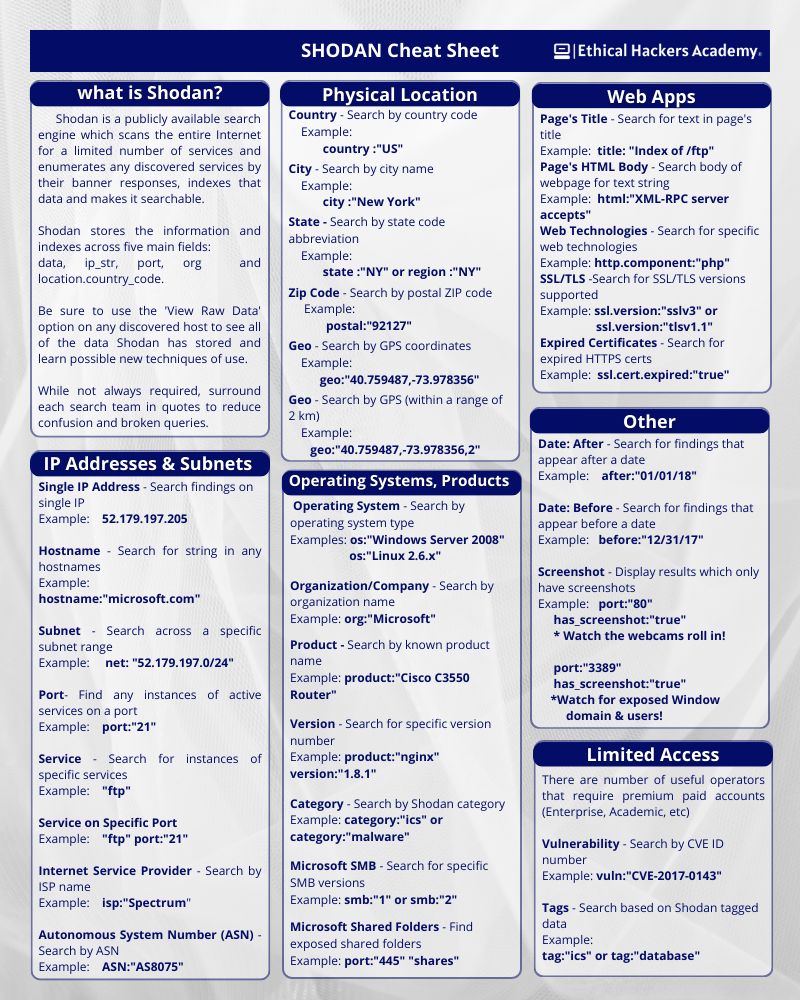 SHODAN Cheat Sheet
Ethical Hackers Academy
what is Shodan?
Shodan is a publicly available search
engine which scans the entire Internet
for a limited number of services and
enumerates any discovered services by
their banner responses, indexes that
data and makes it searchable.
Shodan stores the information and
indexes across five main fields:
data, ip_str, port, org and
location.country_code.
Be sure to use the 'View Raw Data'
option on any discovered host to see all
of the data Shodan has stored and
learn possible new techniques of use.
While not always required, surround
each search team in quotes to reduce
confusion and broken queries.
IP Addresses & Subnets
Single IP Address - Search findings on
single IP
Example: 52.179.197.205
Hostname - Search for string in any
hostnames
Example:
hostname:"microsoft.com"
Subnet - Search across a specific
subnet range
Example: net: "52.179.197.0/24"
Port- Find any instances of active
services on a port
Example: port:"21"
Service - Search for instances of
specific services
Example: "ftp"
Service on Specific Port
Example: "ftp" port:"21"
Internet Service Provider - Search by
ISP name
Example: isp:"Spectrum"
Autonomous System Number (ASN) -
Search by ASN
Example: ASN:"AS8075"
Physical Location
Country - Search by country code
Example:
country :"US"
City - Search by city name
Example:
city :"New York"
State - Search by state code
abbreviation
Example:
state :"NY" or region :"NY"
Zip Code - Search by postal ZIP code
Example:
postal:"92127"
Geo - Search by GPS coordinates
Example:
geo:"40.759487,-73.978356"
Geo - Search by GPS (within a range of
2 km)
Example:
geo:"40.759487,-73.978356,2"
Operating Systems, Products
Operating System - Search by
operating system type
Examples: os:"Windows Server 2008"
os:"Linux 2.6.x"
Organization/Company - Search by
organization name
Example: org:"Microsoft"
Product - Search by known product
name
Example: product:"Cisco C3550
Router"
Version - Search for specific version
number
Example: product:"nginx"
version:"1.8.1"
Category - Search by Shodan category
Example: category:"ics" or
category:"malware"
Microsoft SMB - Search for specific
SMB versions
Example: smb:"1" or smb:"2"
Microsoft Shared Folders - Find
exposed shared folders
Example: port:"445" "shares"
Web Apps
Page's Title - Search for text in page's
title
Example: title: "Index of /ftp"
Page's HTML Body - Search body of
webpage for text string
Example: html:"XML-RPC server
accepts"
Web Technologies - Search for specific
web technologies
Example: http.component:"php"
SSL/TLS -Search for SSL/TLS versions
supported
Example: ssl.version:"sslv3" or
ssl.version:"tlsv1.1"
Expired Certificates - Search for
expired HTTPS certs
Example: ssl.cert.expired:"true"
Other
Date: After - Search for findings that
appear after a date
Example: after:"01/01/18"
Date: Before - Search for findings that
appear before a date
Example: before:"12/31/17"
Screenshot - Display results which only
have screenshots
Example: port:"80"
has_screenshot:"true"
* Watch the webcams roll in!
port:"3389"
has_screenshot:"true"
*Watch for exposed Window
domain & users!
Limited Access
There are number of useful operators
that require premium paid accounts
(Enterprise, Academic, etc)
Vulnerability - Search by CVE ID
number
Example: vuln:"CVE-2017-0143"
Tags - Search based on Shodan tagged
data
Example:
tag:"ics" or tag:"database"